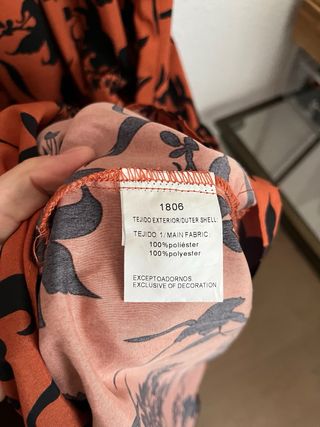 1806
TEJIDO EXTERIOR/OUTER SHELL:
TEJIDO: 1/MAIN FABRIC
100%poliéster
100%polyester
EXCEPTOADORNOS
EXCLUSIVE OF DECORATION